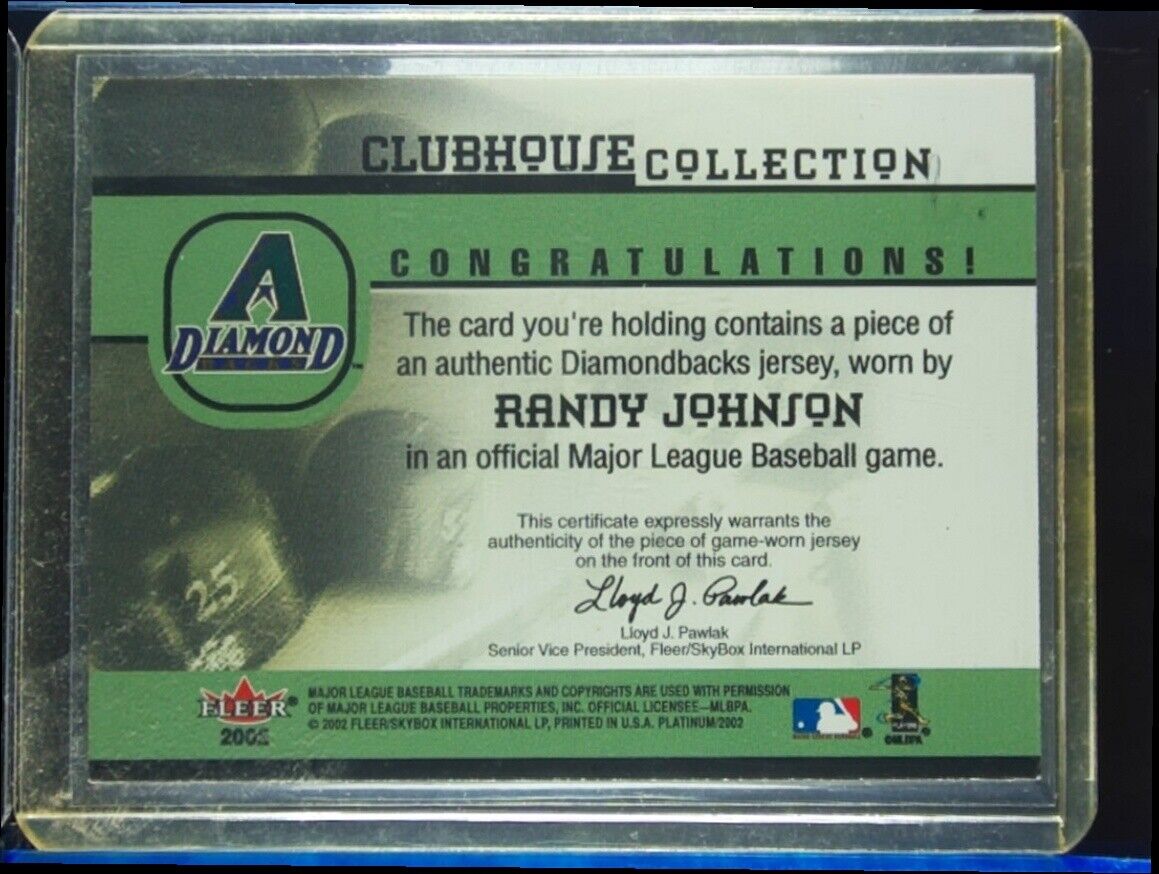 CLUBHOUSE COLLECTION
CONGRATULATIONS!
A
DIAMOND
BACKS
TM
The card you're holding contains a piece of
an authentic Diamondbacks jersey, worn by
RANDY JOHNSON
in an official Major League Baseball game.
This certificate expressly warrants the
authenticity of the piece of game-worn jersey
on the front of this card.
Lloyd J. Pawlak
Lloyd J. Pawlak
Senior Vice President, Fleer/SkyBox International LP
25
FLEER®
2002
MAJOR LEAGUE BASEBALL TRADEMARKS AND COPYRIGHTS ARE USED WITH PERMISSION
OF MAJOR LEAGUE BASEBALL PROPERTIES, INC. OFFICIAL LICENSEE—MLBPA.
© 2002 FLEER/SKYBOX INTERNATIONAL LP, PRINTED IN U.S.A. PLATINUM/2002
®
®